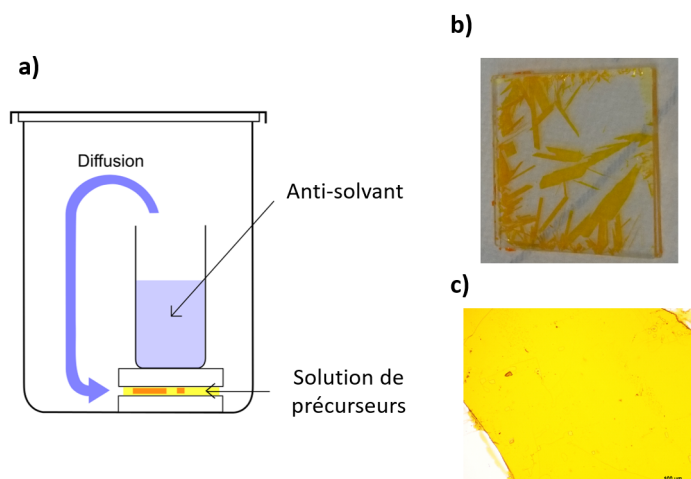 a)
Diffusion
Anti-solvant
Solution de
précurseurs
b)
c)